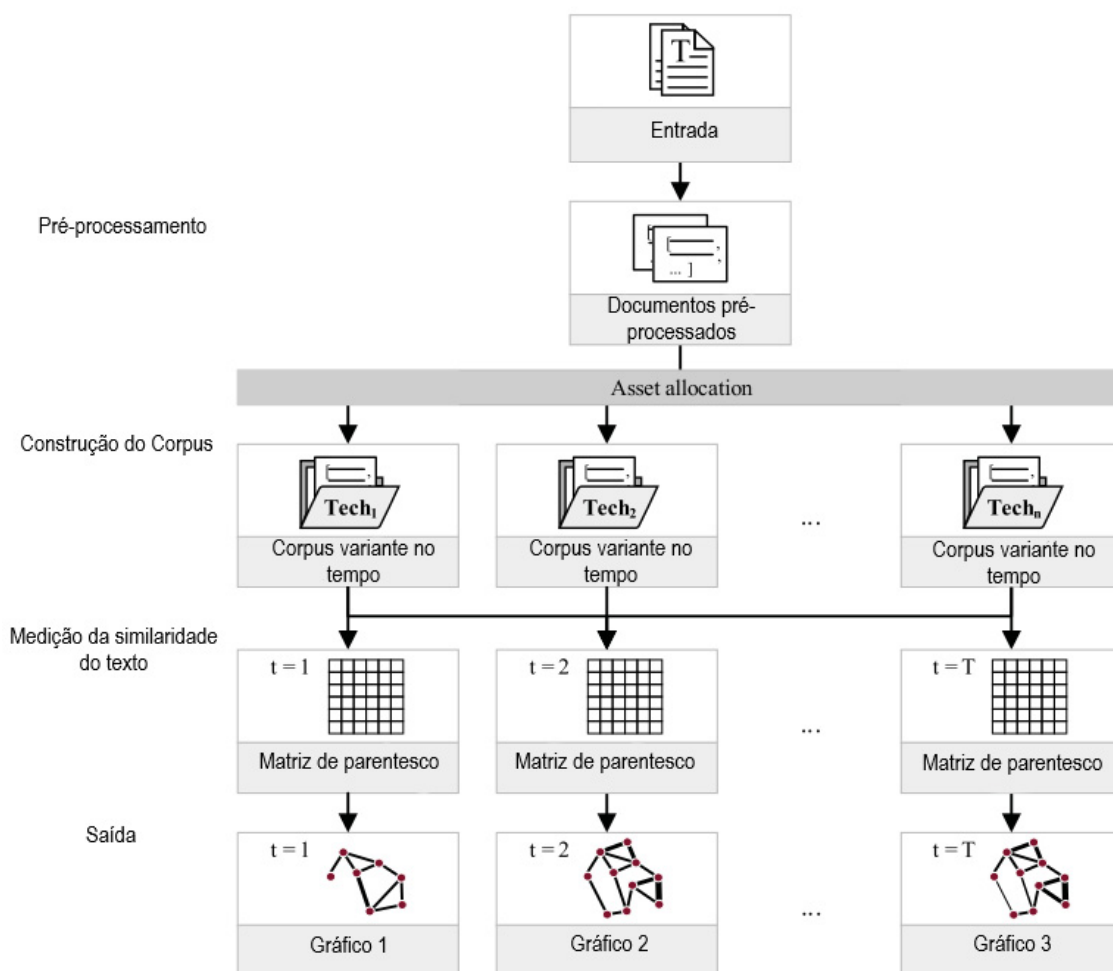 T
Entrada
Pré-processamento
... ]
Documentos pré-
processados
Asset allocation
Construção do Corpus
Tech₁
Tech₂
...
Techₙ
Corpus variante no
tempo
Corpus variante no
tempo
Corpus variante no
tempo
Medição da similaridade
do texto
t = 1
t = 2
t = T
...
Matriz de parentesco
Matriz de parentesco
Matriz de parentesco
Saída
t = 1
t = 2
t = T
...
Gráfico 1
Gráfico 2
Gráfico 3